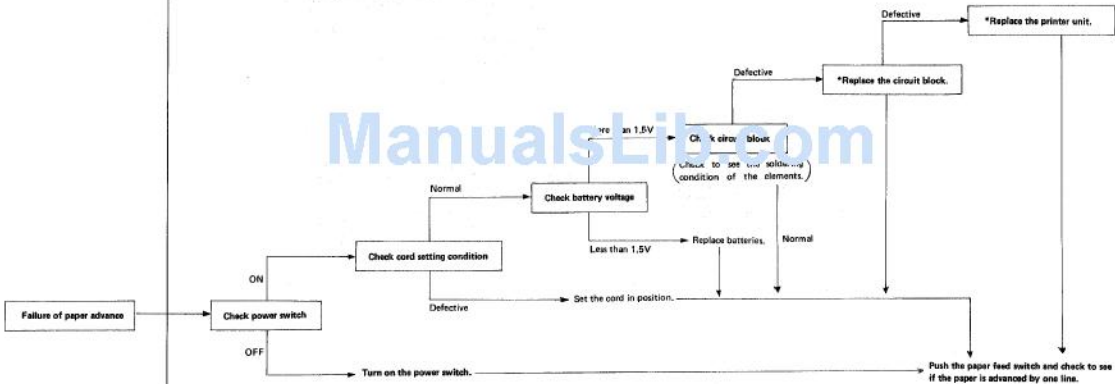 Defective
*Replace the printer unit.
Defective
*Replace the circuit block.
ManualsLib.com
More than 1,5V
Check circuit block
(Check to see the soldering
condition of the elements.)
Normal
Check battery voltage
Less than 1,5V
Replace batteries.
Normal
Check cord setting condition
ON
Defective
Set the cord in position.
Failure of paper advance
Check power switch
OFF
Turn on the power switch.
Push the paper feed switch and check to see
if the paper is advanced by one line.